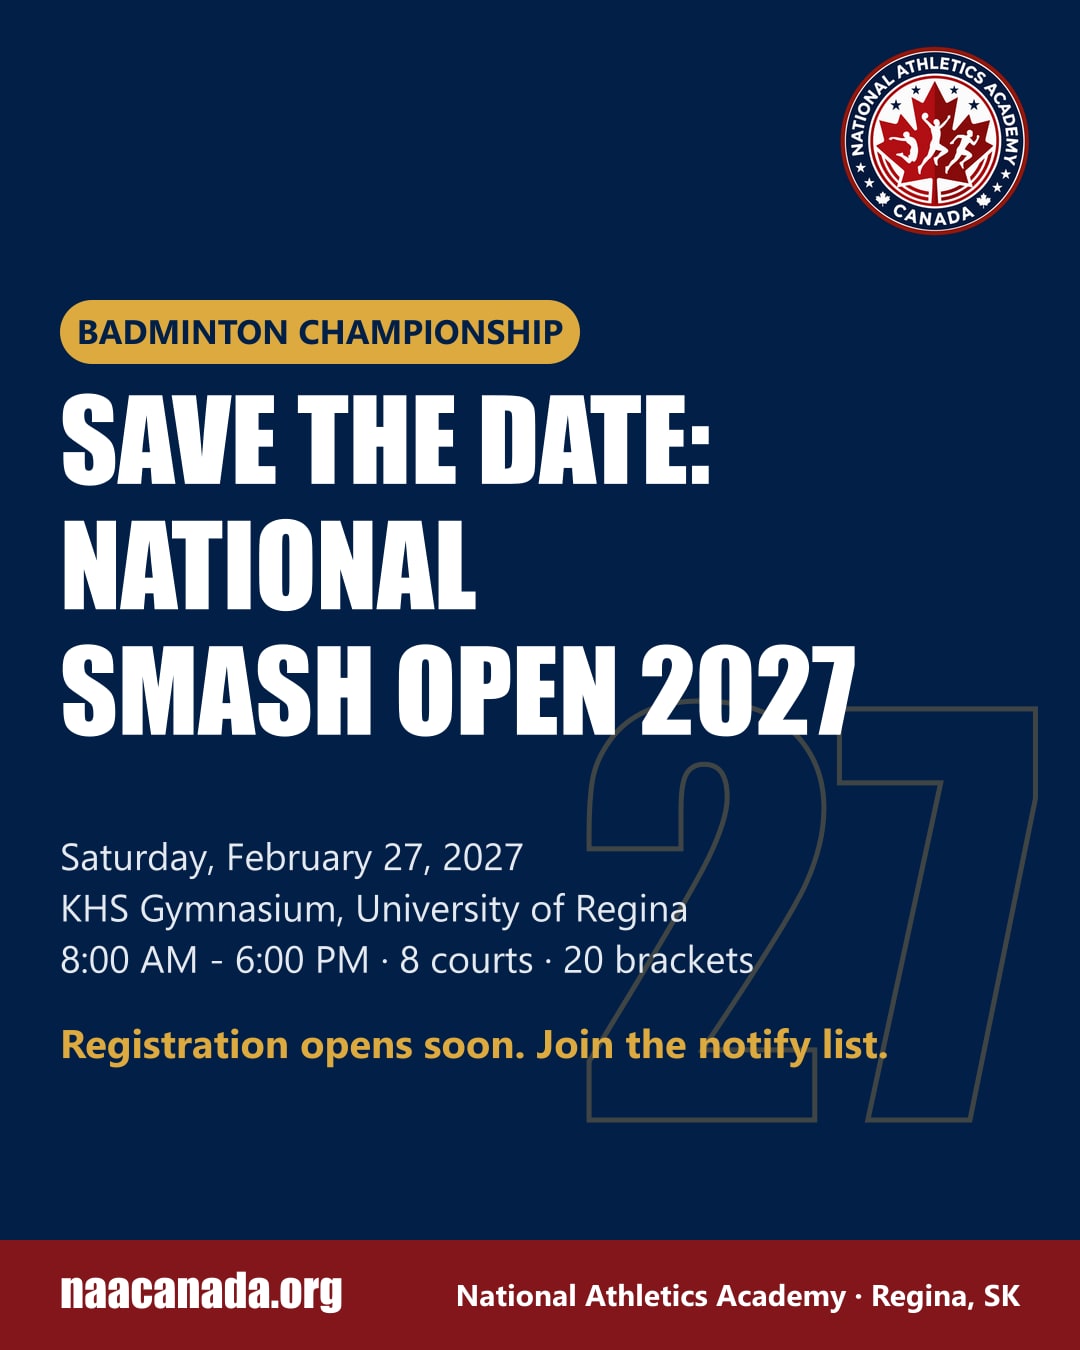 NATIONAL ATHLETICS ACADEMY
CANADA
BADMINTON CHAMPIONSHIP
SAVE THE DATE:
NATIONAL
SMASH OPEN 2027
27
Saturday, February 27, 2027
KHS Gymnasium, University of Regina
8:00 AM - 6:00 PM · 8 courts · 20 brackets
Registration opens soon. Join the notify list.
naacanada.org
National Athletics Academy · Regina, SK